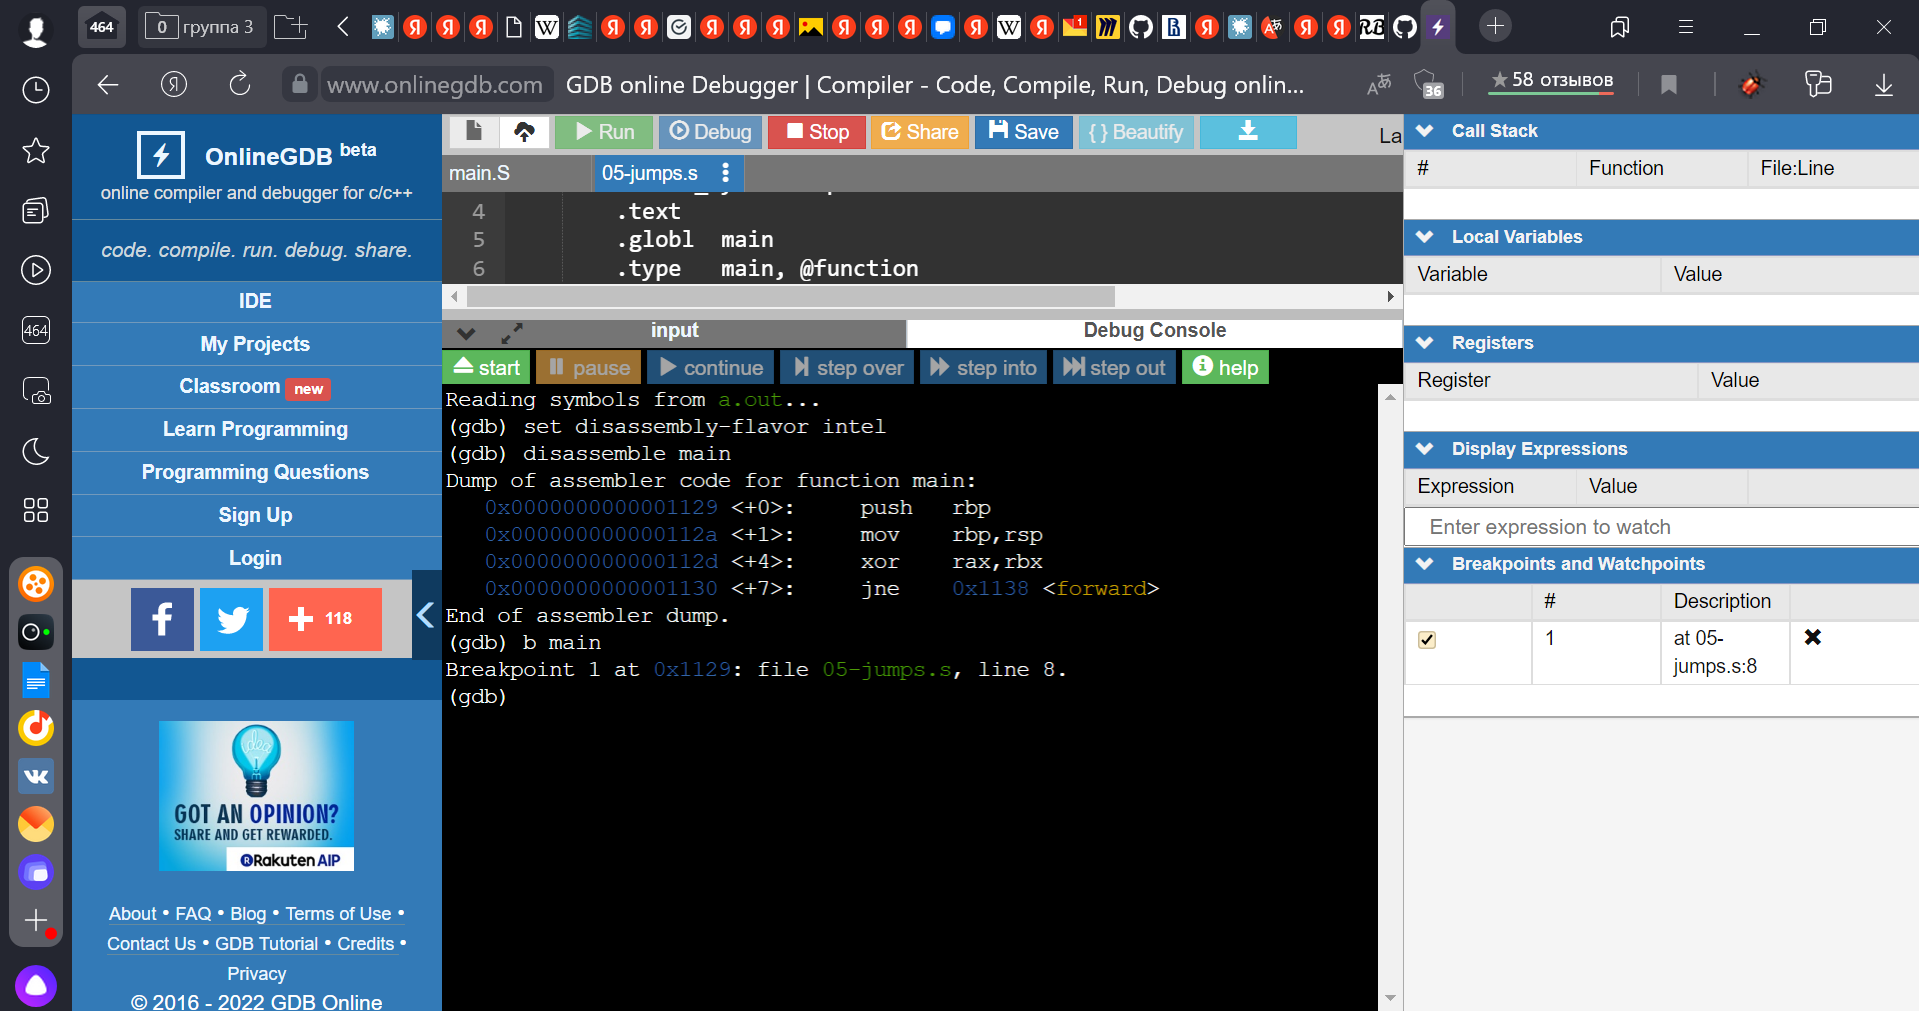 464
0 группа 3
1
www.onlinegdb.com GDB online Debugger | Compiler - Code, Compile, Run, Debug onlin...
36
★ 58 отзывов
464
OnlineGDB beta
online compiler and debugger for c/c++
code. compile. run. debug. share.
IDE
My Projects
Classroom new
Learn Programming
Programming Questions
Sign Up
Login
118
GOT AN OPINION?
SHARE AND GET REWARDED.
Rakuten AIP
About • FAQ • Blog • Terms of Use •
Contact Us • GDB Tutorial • Credits •
Privacy
© 2016 - 2022 GDB Online
Run Debug Stop Share Save { } Beautify La
main.S 05-jumps.s
4 .text
5 .globl main
6 .type main, @function
input Debug Console
start pause continue step over step into step out help
Reading symbols from a.out...
(gdb) set disassembly-flavor intel
(gdb) disassemble main
Dump of assembler code for function main:
0x0000000000001129 <+0>: push rbp
0x000000000000112a <+1>: mov rbp,rsp
0x000000000000112d <+4>: xor rax,rbx
0x0000000000001130 <+7>: jne 0x1138 <forward>
End of assembler dump.
(gdb) b main
Breakpoint 1 at 0x1129: file 05-jumps.s, line 8.
(gdb)
Call Stack
# Function File:Line
Local Variables
Variable Value
Registers
Register Value
Display Expressions
Expression Value
Enter expression to watch
Breakpoints and Watchpoints
# Description
1 at 05-
jumps.s:8